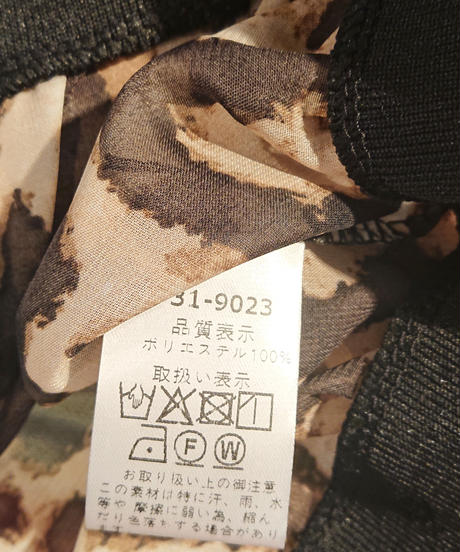 31-9023
品質表示
ポリエステル100%
取扱い表示
F W
お取り扱い上の御注意
この素材は特に汗、雨、水
等や摩擦に弱い為、縮ん
だり色落ちする場合があり